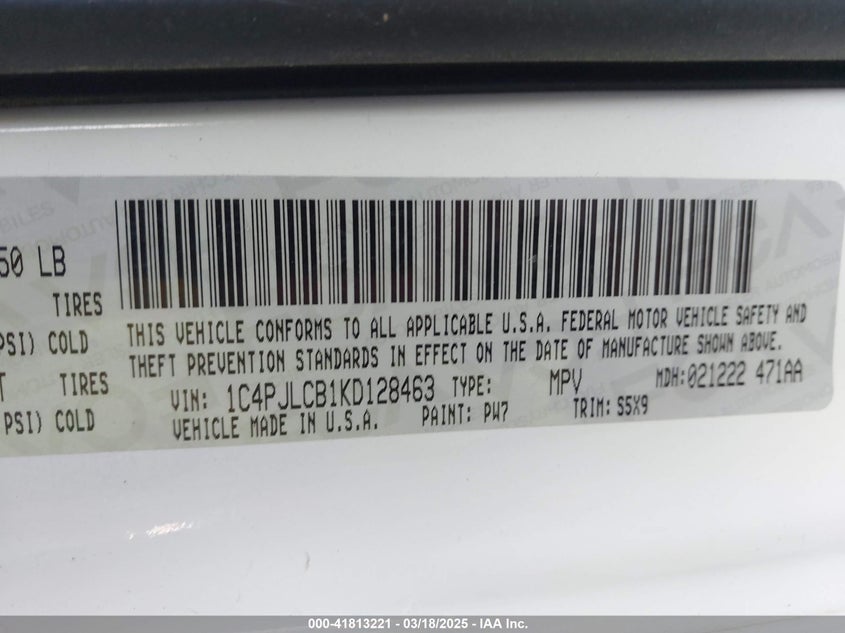 50 LB
TIRES
PSI) COLD
T TIRES
PSI) COLD
THIS VEHICLE CONFORMS TO ALL APPLICABLE U.S.A. FEDERAL MOTOR VEHICLE SAFETY AND
THEFT PREVENTION STANDARDS IN EFFECT ON THE DATE OF MANUFACTURE SHOWN ABOVE.
VIN: 1C4PJLCB1KD128463 TYPE: MPV MDH:021222 471AA
VEHICLE MADE IN U.S.A. PAINT: PW7 TRIM: S5X9
000-41813221 - 03/18/2025 - IAA, Inc.